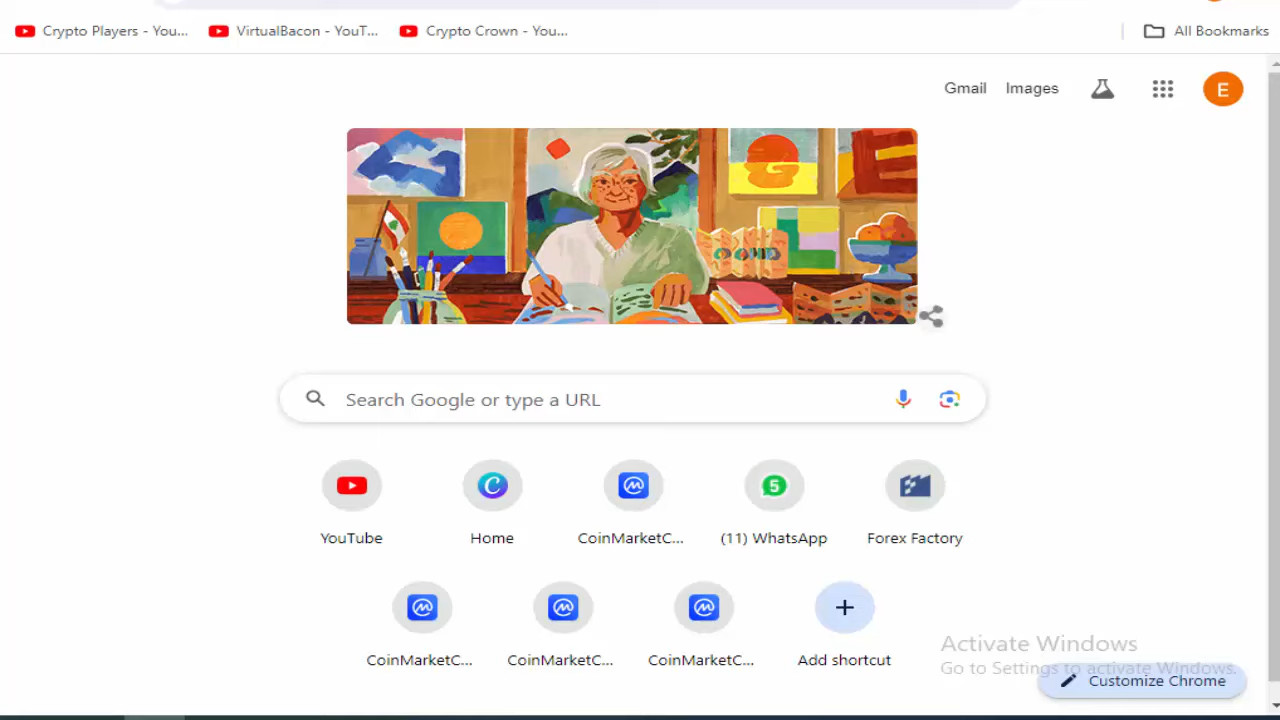 Crypto Players - You...
VirtualBacon - YouT...
Crypto Crown - You...
All Bookmarks
Gmail
Images
E
Search Google or type a URL
5
YouTube
Home
CoinMarketC...
(11) WhatsApp
Forex Factory
CoinMarketC...
CoinMarketC...
CoinMarketC...
Add shortcut
Activate Windows
Go to Settings to activate Windows.
Customize Chrome